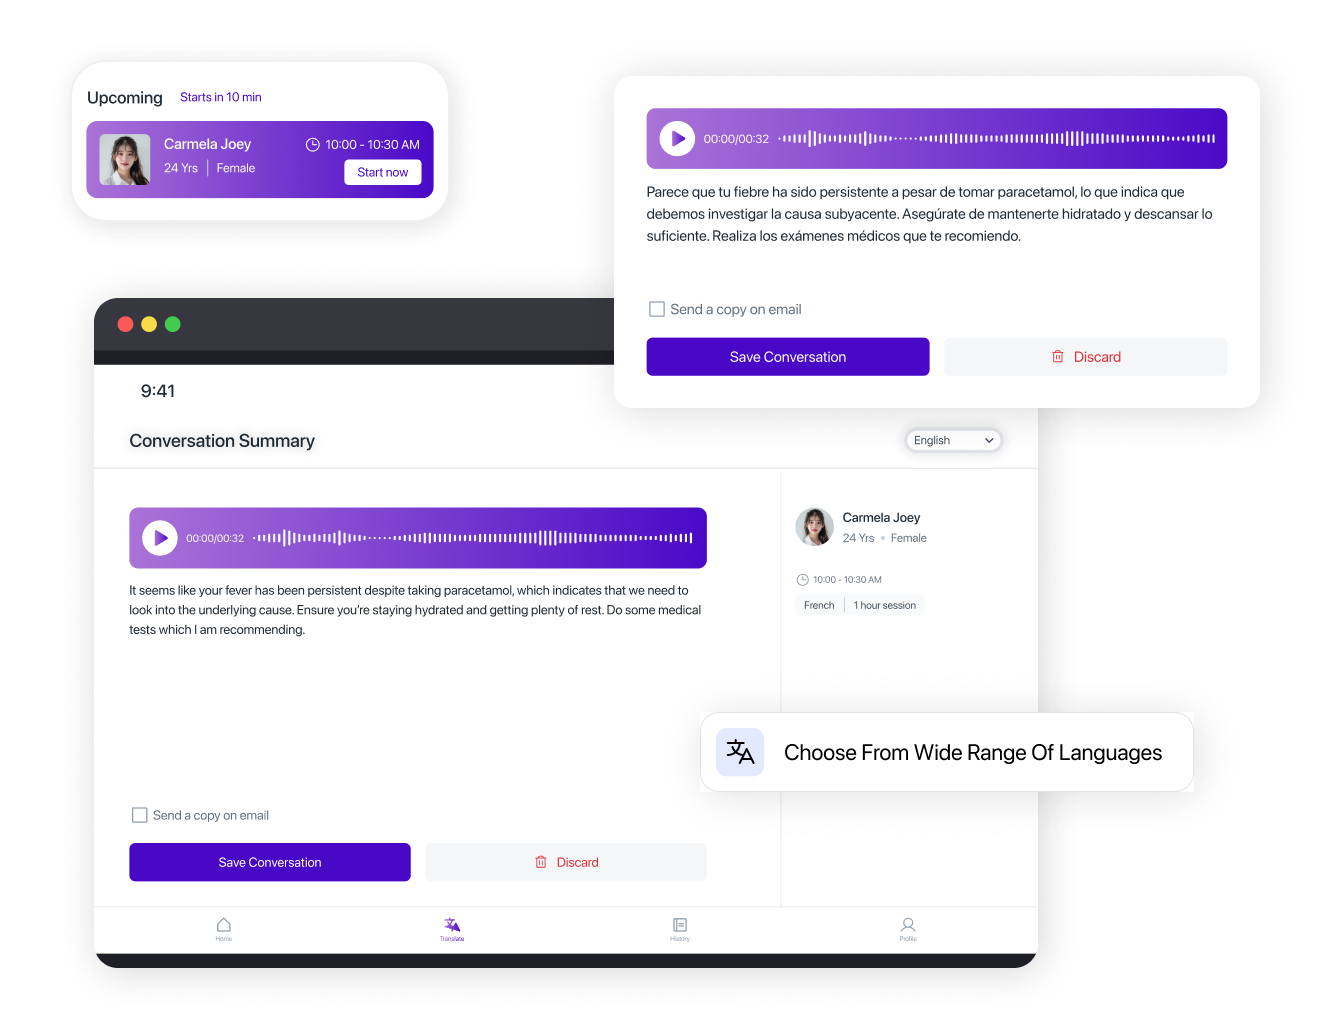 Upcoming
Starts in 10 min
Carmela Joey
10:00 - 10:30 AM
24 Yrs | Female
Start now
00:00/00:32
Parece que tu fiebre ha sido persistente a pesar de tomar paracetamol, lo que indica que
debemos investigar la causa subyacente. Asegúrate de mantenerte hidratado y descansar lo
suficiente. Realiza los exámenes médicos que te recomiendo.
Send a copy on email
Save Conversation
Discard
9:41
Conversation Summary
English
00:00/00:32
It seems like your fever has been persistent despite taking paracetamol, which indicates that we need to
look into the underlying cause. Ensure you're staying hydrated and getting plenty of rest. Do some medical
tests which I am recommending.
Carmela Joey
24 Yrs • Female
10:00 - 10:30 AM
French | 1 hour session
Choose From Wide Range Of Languages
Send a copy on email
Save Conversation
Discard
Home
Translate
History
Profile